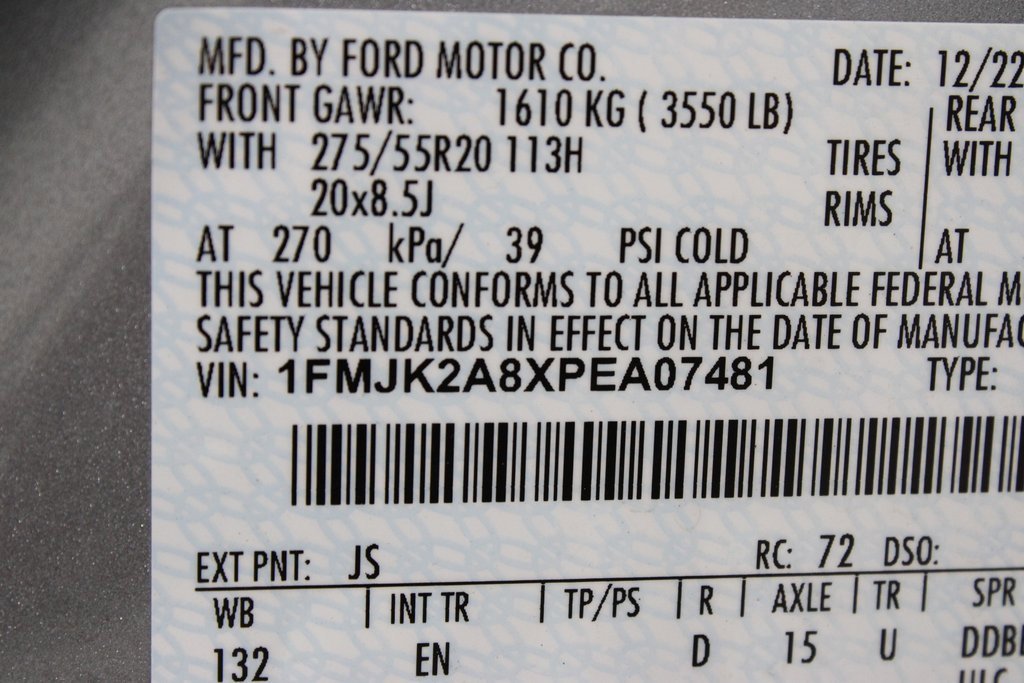 MFD. BY FORD MOTOR CO. DATE: 12/22
FRONT GAWR: 1610 KG ( 3550 LB) REAR
WITH 275/55R20 113H TIRES WITH
20x8.5J RIMS
AT 270 kPa/ 39 PSI COLD AT
THIS VEHICLE CONFORMS TO ALL APPLICABLE FEDERAL M
SAFETY STANDARDS IN EFFECT ON THE DATE OF MANUFAC
VIN: 1FMJK2A8XPEA07481 TYPE:
EXT PNT: JS RC: 72 DSO:
WB | INT TR | TP/PS | R | AXLE | TR | SPR
132 EN D 15 U DDB